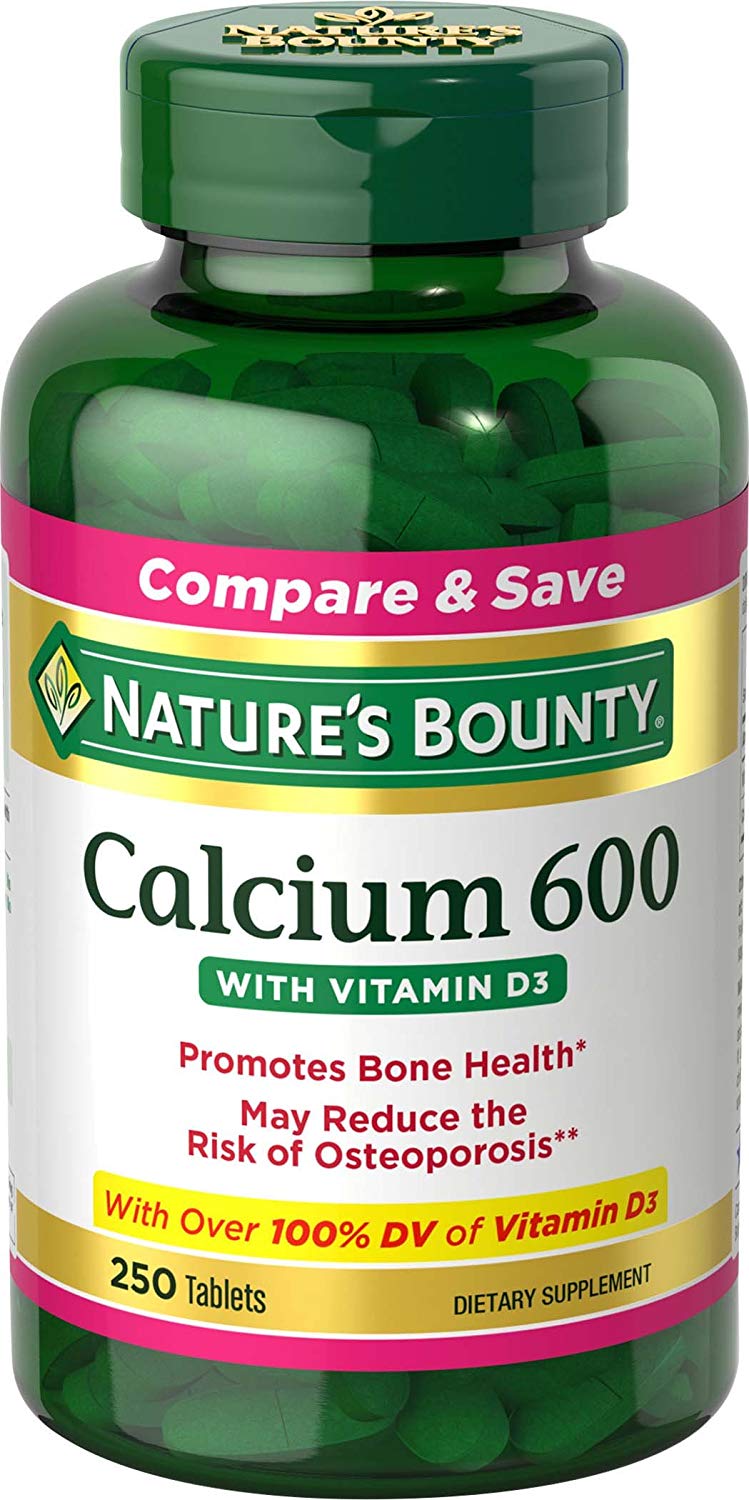 NATURE'S
BOUNTY
Compare & Save
NATURE'S BOUNTY®
Calcium 600
WITH VITAMIN D3
Promotes Bone Health*
May Reduce the
Risk of Osteoporosis**
With Over 100% DV of Vitamin D3
250 Tablets
DIETARY SUPPLEMENT